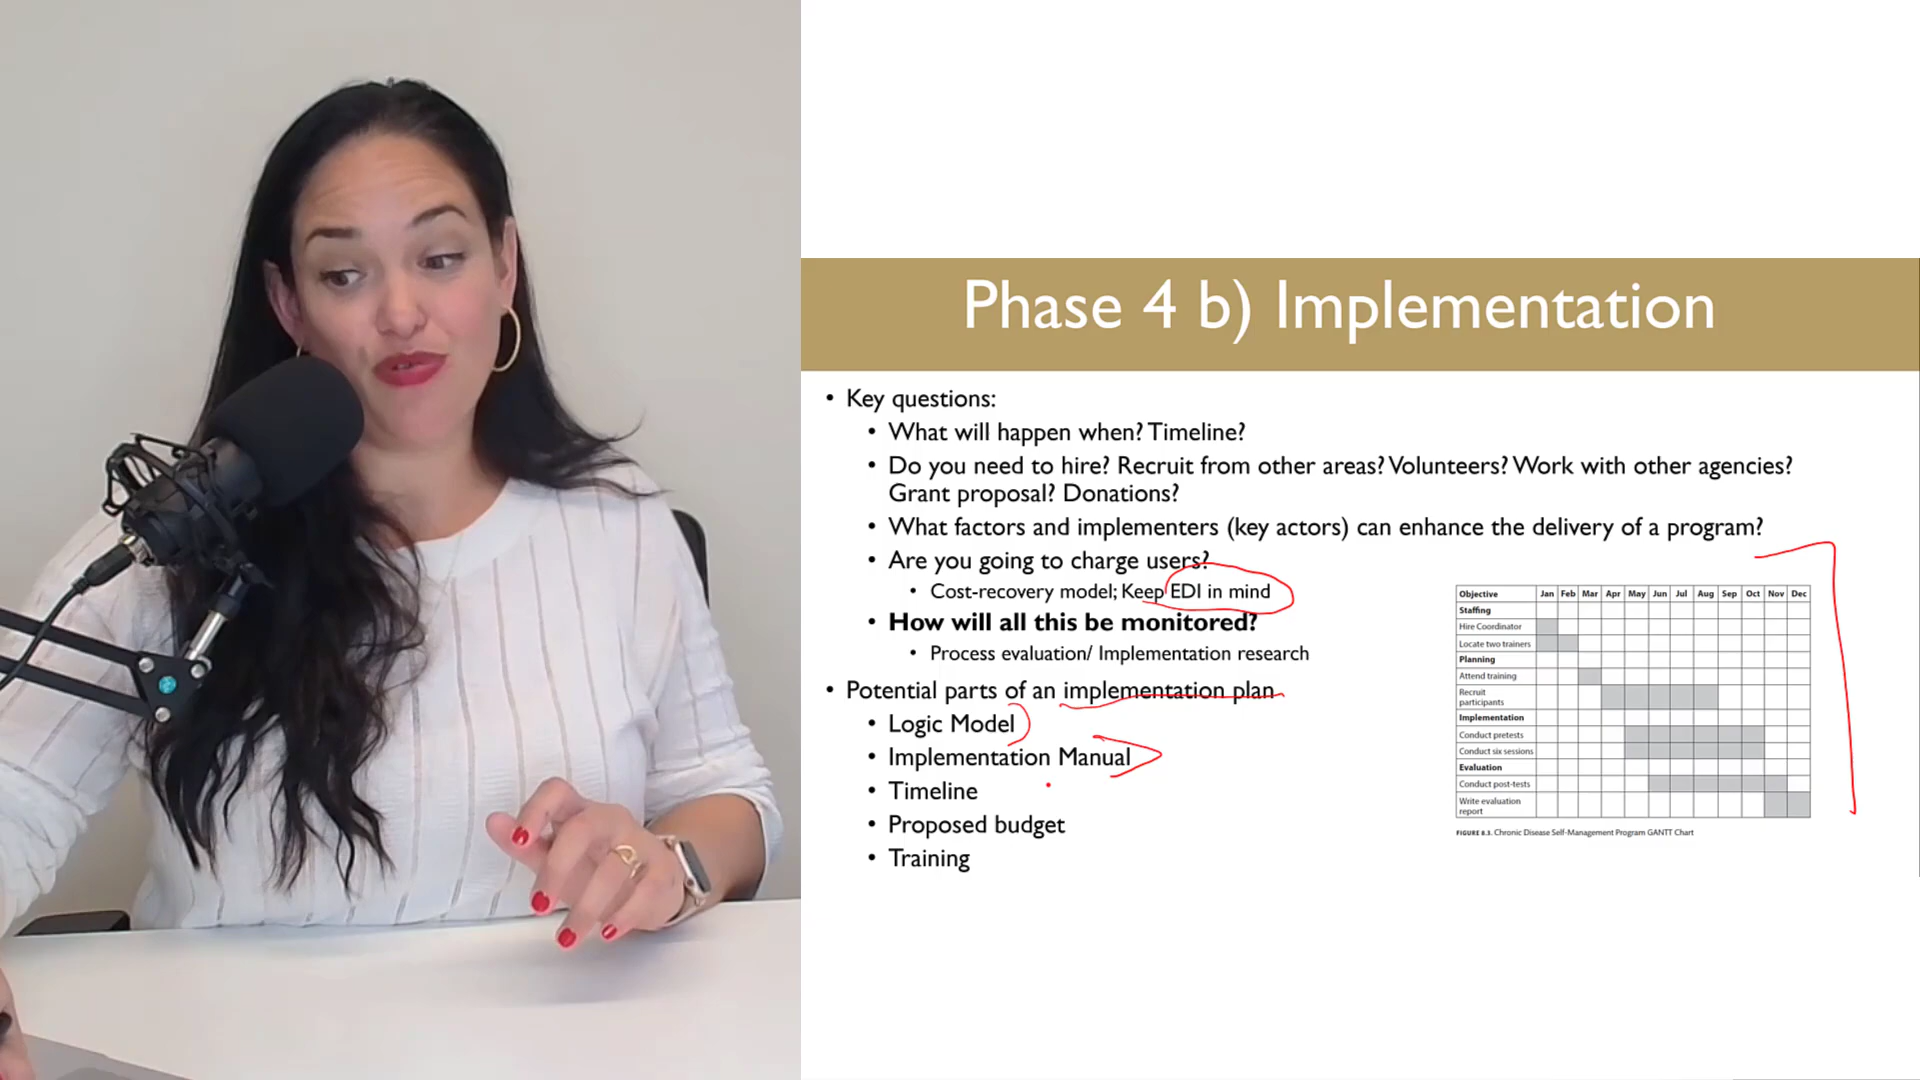 Phase 4 b) Implementation
• Key questions:
• What will happen when? Timeline?
• Do you need to hire? Recruit from other areas? Volunteers? Work with other agencies?
Grant proposal? Donations?
• What factors and implementers (key actors) can enhance the delivery of a program?
• Are you going to charge users?
• Cost-recovery model; Keep EDI in mind
• How will all this be monitored?
• Process evaluation/ Implementation research
• Potential parts of an implementation plan
• Logic Model
• Implementation Manual
• Timeline
• Proposed budget
• Training
Objective Jan Feb Mar Apr May Jun Jul Aug Sep Oct Nov Dec
Staffing
Hire Coordinator
Locate two trainers
Planning
Attend training
Recruit
participants
Implementation
Conduct pretests
Conduct six sessions
Evaluation
Conduct post-tests
Write evaluation
report
FIGURE 8.3. Chronic Disease Self-Management Program GANTT Chart